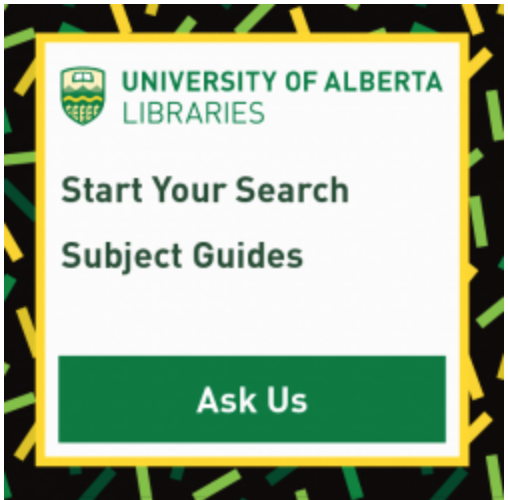 UNIVERSITY OF ALBERTA
LIBRARIES
Start Your Search
Subject Guides
Ask Us